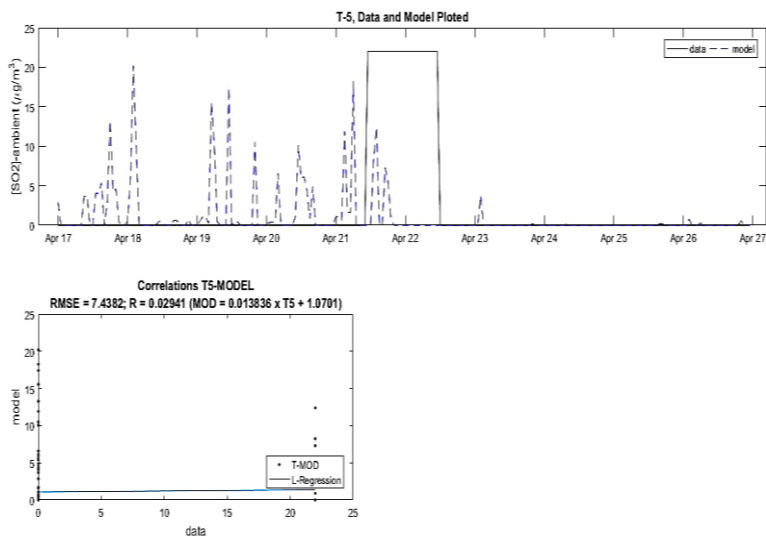 T-5, Data and Model Ploted
25
20
15
10
5
0
[SO2]-ambient (µg/m³)
data model
Apr 17 Apr 18 Apr 19 Apr 20 Apr 21 Apr 22 Apr 23 Apr 24 Apr 25 Apr 26 Apr 27
Correlations T5-MODEL
RMSE = 7.4382; R = 0.02941 (MOD = 0.013836 x T5 + 1.0701)
25
20
15
10
5
0
model
T-MOD
L-Regression
0 5 10 15 20 25
data